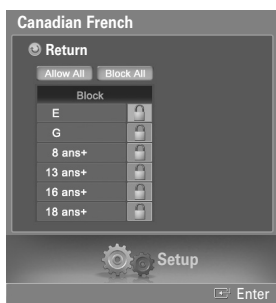 Canadian French
Return
Allow All Block All
Block
E
G
8 ans+
13 ans+
16 ans+
18 ans+
Setup
Enter